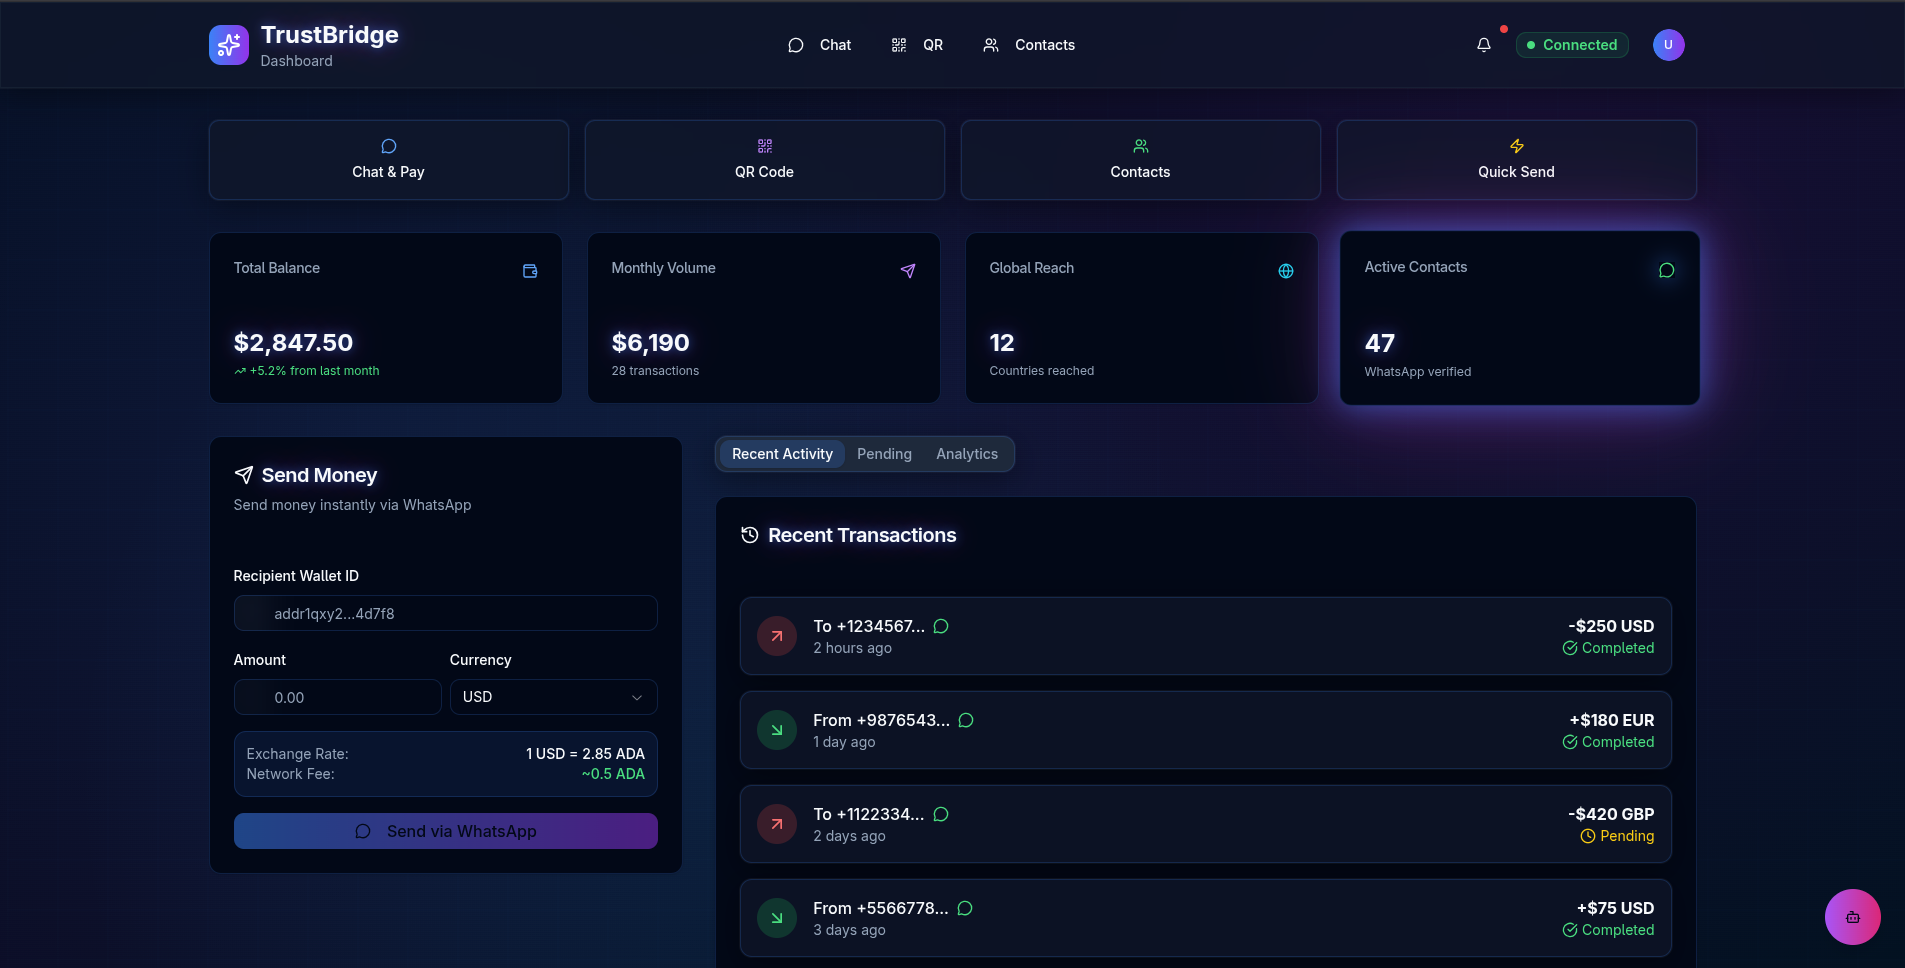 TrustBridge
Dashboard
Chat
QR
Contacts
Connected
U
Chat & Pay
QR Code
Contacts
Quick Send
Total Balance
$2,847.50
+5.2% from last month
Monthly Volume
$6,190
28 transactions
Global Reach
12
Countries reached
Active Contacts
47
WhatsApp verified
Send Money
Send money instantly via WhatsApp
Recipient Wallet ID
addr1qxy2...4d7f8
Amount
Currency
0.00
USD
Exchange Rate:
1 USD = 2.85 ADA
Network Fee:
~0.5 ADA
Send via WhatsApp
Recent Activity
Pending
Analytics
Recent Transactions
To +1234567...
2 hours ago
-$250 USD
Completed
From +9876543...
1 day ago
+$180 EUR
Completed
To +1122334...
2 days ago
-$420 GBP
Pending
From +5566778...
3 days ago
+$75 USD
Completed